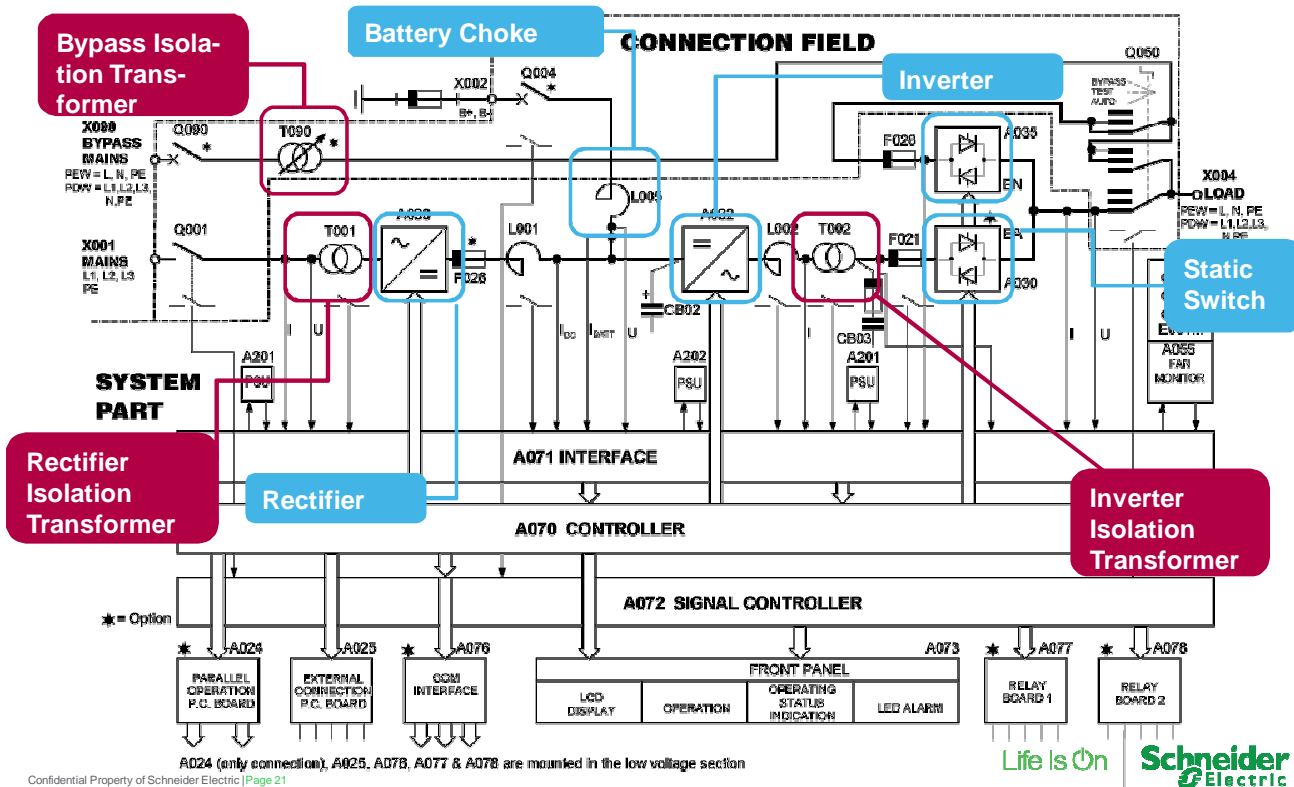 Bypass Isola-
tion Trans-
former
Battery Choke
CONNECTION FIELD
Inverter
Q050
BYPASS
TEST
AUTO
X002
Q004
*
B+, B-
X090
BYPASS
MAINS
PEW = L, N, PE
PDW = L1, L2, L3,
N, PE
Q090
*
T090
*
F020
A035
EN
X004
LOAD
PEW = L, N, PE
PDW = L1, L2, L3,
N, PE
L005
X001
MAINS
L1, L2, L3
PE
Q001
T001
*
F026
L001
L002
T002
F021
*
EA
A030
Static
Switch
CB02
CB03
I
U
I
BATT
U
I
U
A055
FAN
MONITOR
SYSTEM
PART
A201
PSU
A202
PSU
A201
PSU
Rectifier
Isolation
Transformer
Rectifier
A071 INTERFACE
A070 CONTROLLER
Inverter
Isolation
Transformer
A072 SIGNAL CONTROLLER
* = Option
* A024
PARALLEL
OPERATION
P.C. BOARD
A025
EXTERNAL
CONNECTION
P.C. BOARD
* A076
COM
INTERFACE
A073
FRONT PANEL
LCD
DISPLAY
OPERATION
OPERATING
STATUS
INDICATION
LED ALARM
* A077
RELAY
BOARD 1
* A078
RELAY
BOARD 2
A024 (only connection), A025, A076, A077 & A078 are mounted in the low voltage section
Confidential Property of Schneider Electric | Page 21
Life Is On
Schneider
Electric